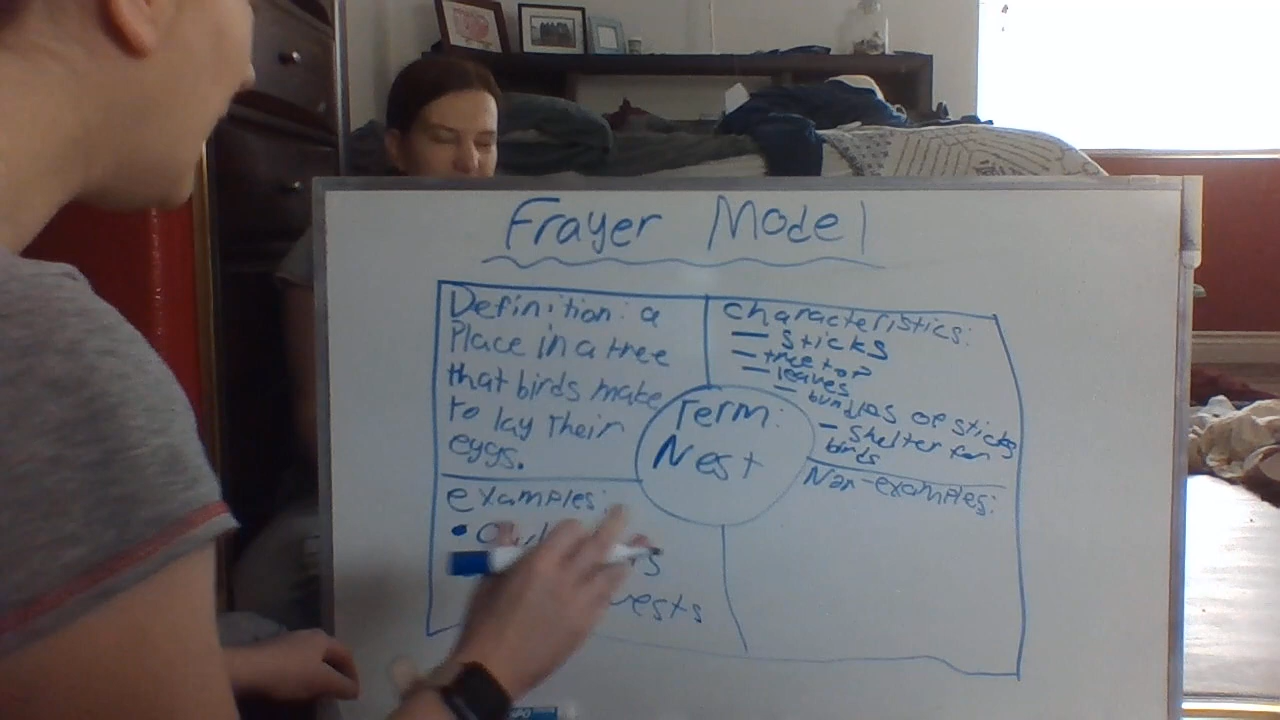 Frayer Model
Definition: a
Place in a tree
that birds make
to lay Their
eggs.
characteristics:
— sticks
— tree top
— leaves
— bundles of sticks
— shelter for
birds
Term:
Nest
examples:
Non-examples: